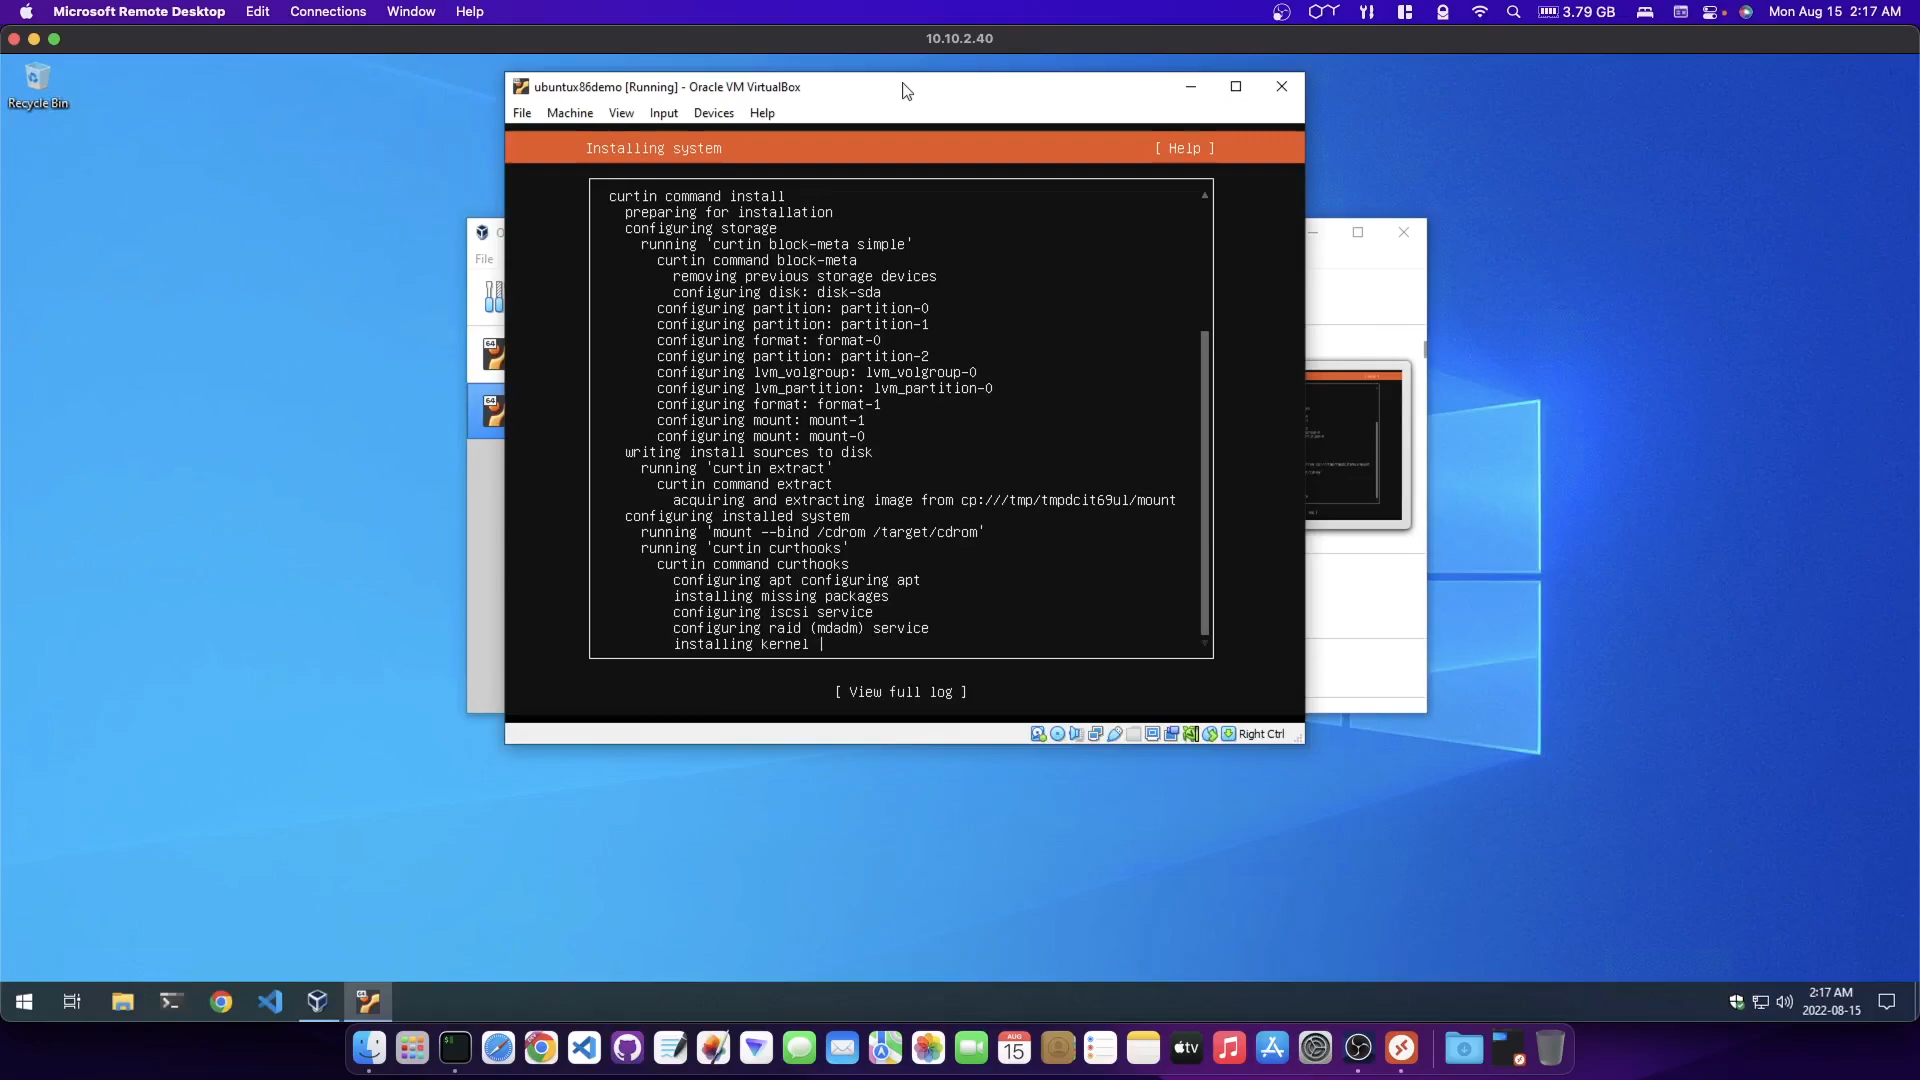 Microsoft Remote Desktop Edit Connections Window Help
3.79 GB Mon Aug 15 2:17 AM
10.10.2.40
Recycle Bin
ubuntux86demo [Running] - Oracle VM VirtualBox
File Machine View Input Devices Help
Installing system [ Help ]
curtin command install
preparing for installation
configuring storage
running 'curtin block-meta simple'
curtin command block-meta
removing previous storage devices
configuring disk: disk-sda
configuring partition: partition-0
configuring partition: partition-1
configuring format: format-0
configuring partition: partition-2
configuring lvm_volgroup: lvm_volgroup-0
configuring lvm_partition: lvm_partition-0
configuring format: format-1
configuring mount: mount-1
configuring mount: mount-0
writing install sources to disk
running 'curtin extract'
curtin command extract
acquiring and extracting image from cp:///tmp/tmpdcit69ul/mount
configuring installed system
running 'mount --bind /cdrom /target/cdrom'
running 'curtin curthooks'
curtin command curthooks
configuring apt configuring apt
installing missing packages
configuring iscsi service
configuring raid (mdadm) service
installing kernel |
[ View full log ]
Right Ctrl
O
File
64
64
2:17 AM
2022-08-15
AUG
15
tv